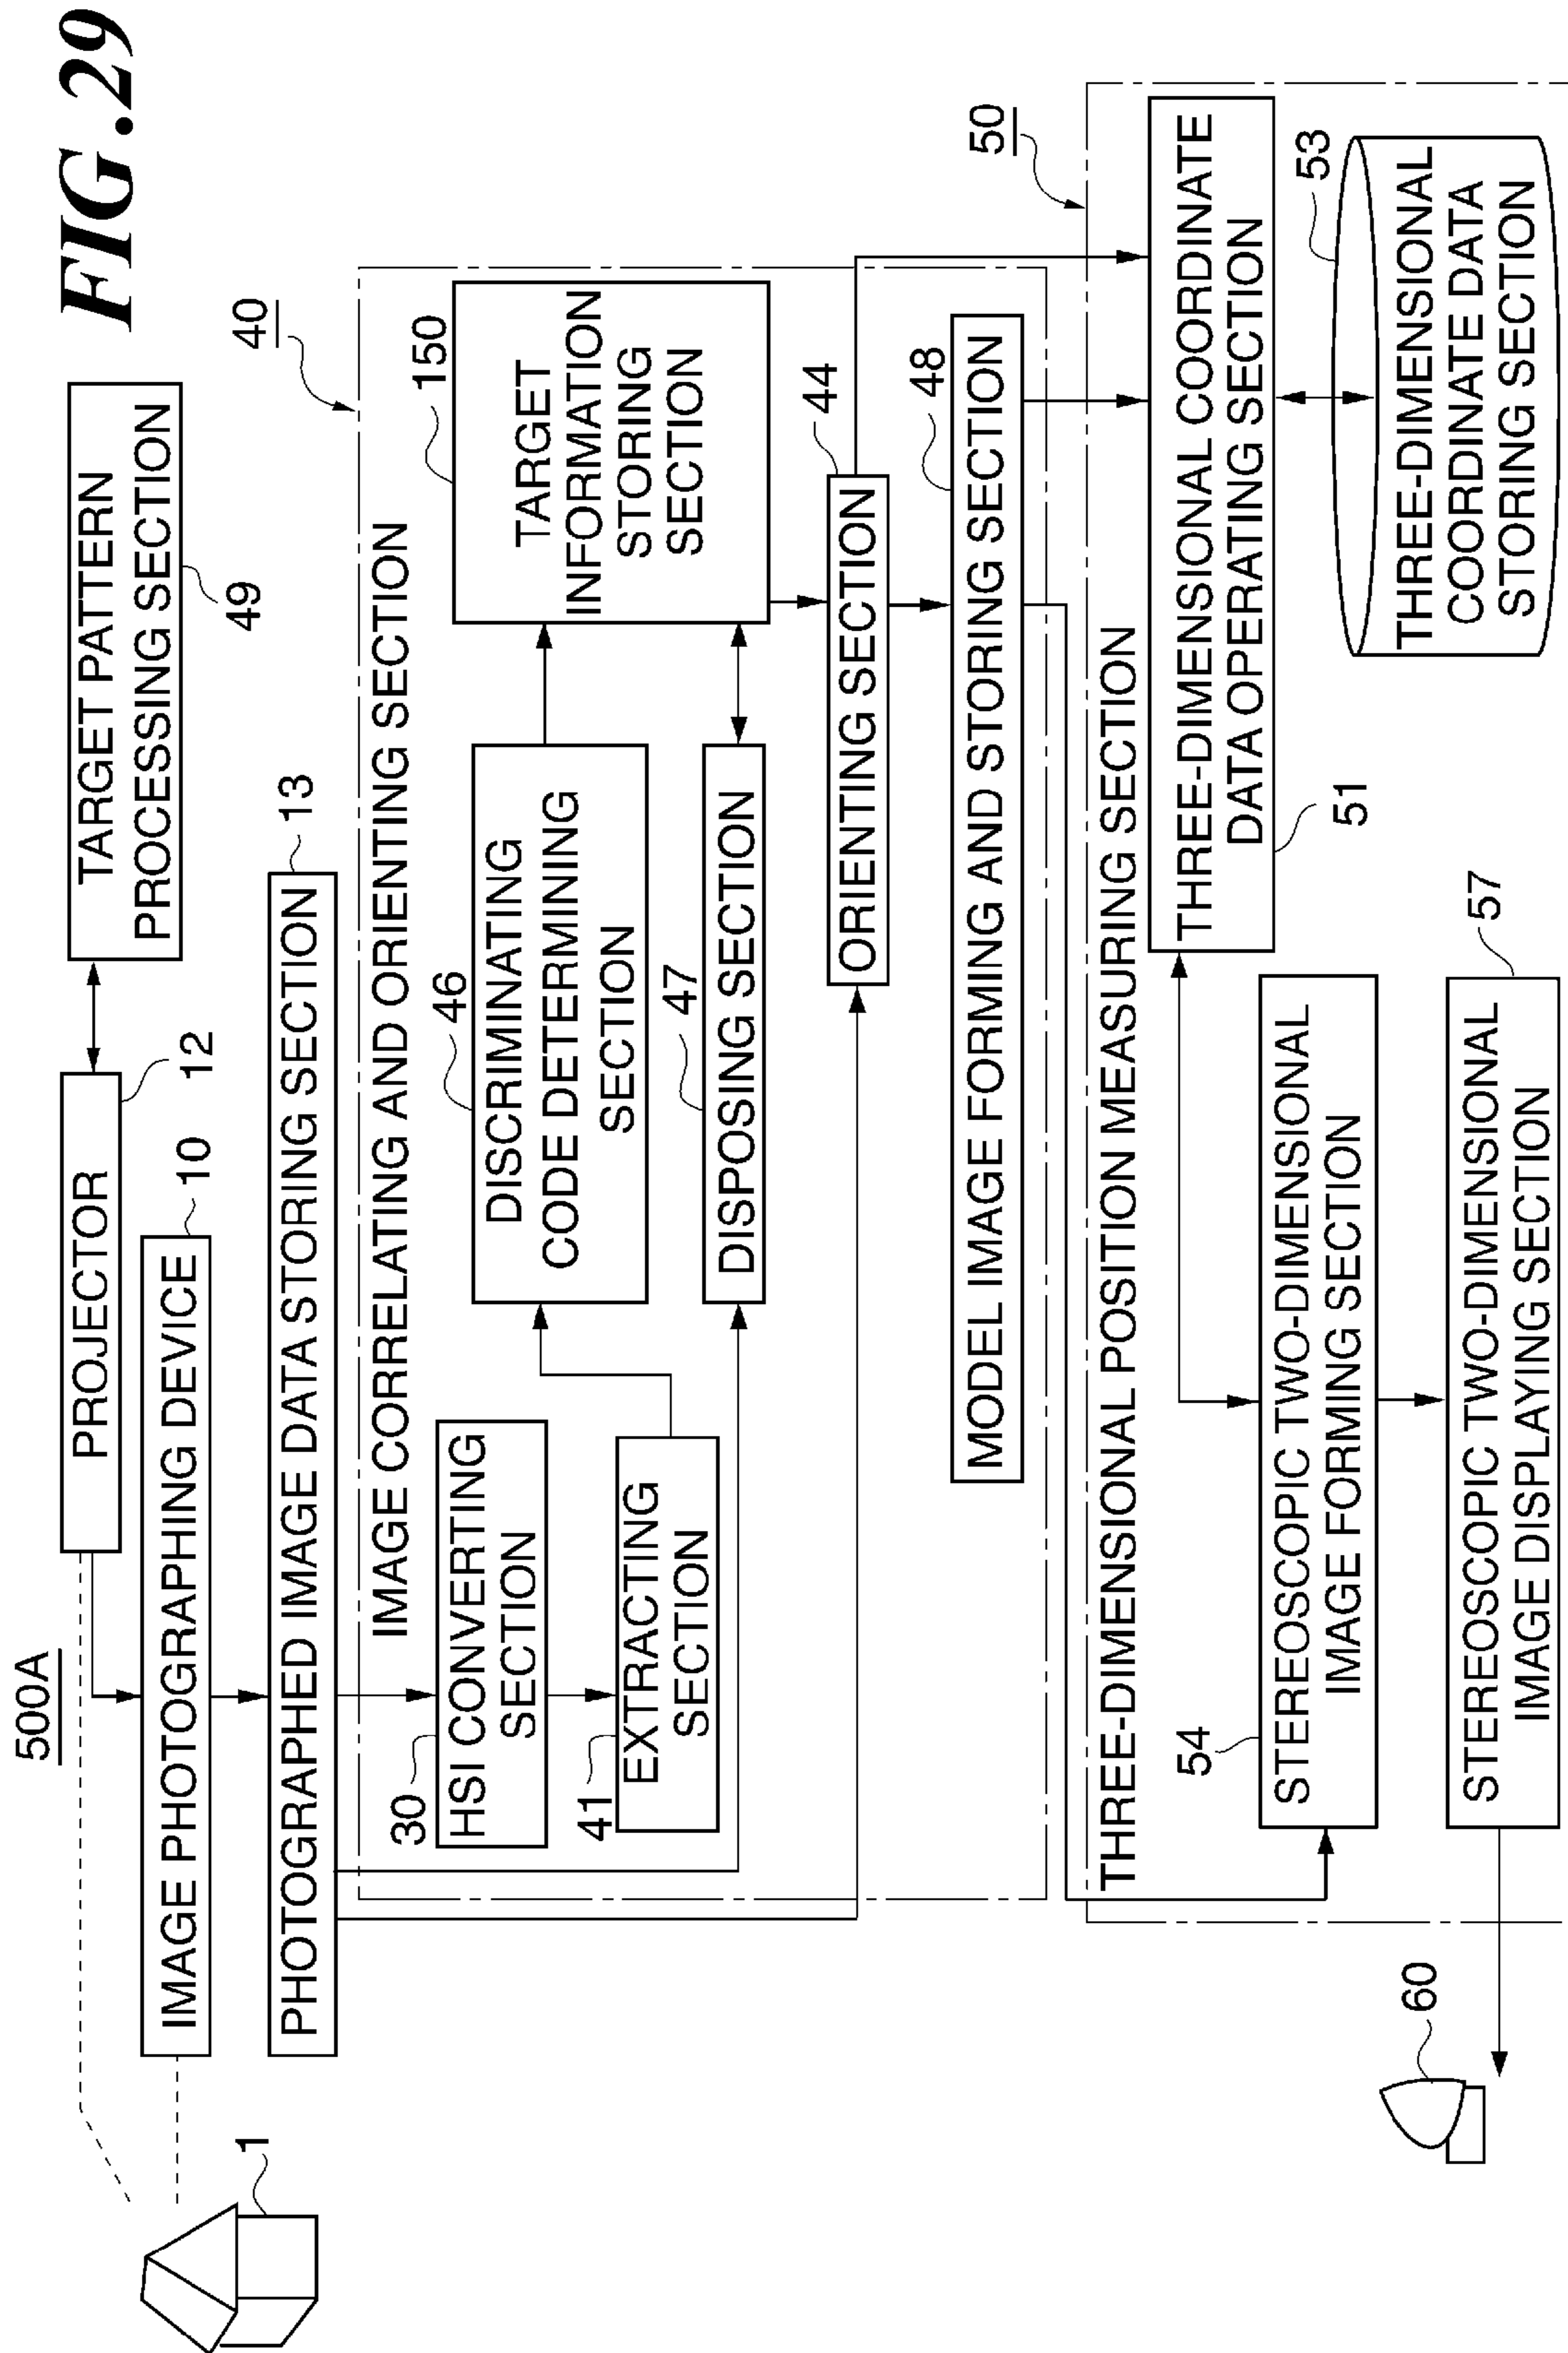 FIG.29
500A
PROJECTOR
12
TARGET PATTERN
PROCESSING SECTION
49
1
IMAGE PHOTOGRAPHING DEVICE
10
PHOTOGRAPHED IMAGE DATA STORING SECTION
13
40
IMAGE CORRELATING AND ORIENTING SECTION
30
HSI CONVERTING
SECTION
41
EXTRACTING
SECTION
46
DISCRIMINATING
CODE DETERMINING
SECTION
47
DISPOSING SECTION
150
TARGET
INFORMATION
STORING
SECTION
44
ORIENTING SECTION
48
MODEL IMAGE FORMING AND STORING SECTION
50
THREE-DIMENSIONAL POSITION MEASURING SECTION
THREE-DIMENSIONAL COORDINATE
DATA OPERATING SECTION
51
53
THREE-DIMENSIONAL
COORDINATE DATA
STORING SECTION
54
STEREOSCOPIC TWO-DIMENSIONAL
IMAGE FORMING SECTION
57
STEREOSCOPIC TWO-DIMENSIONAL
IMAGE DISPLAYING SECTION
60